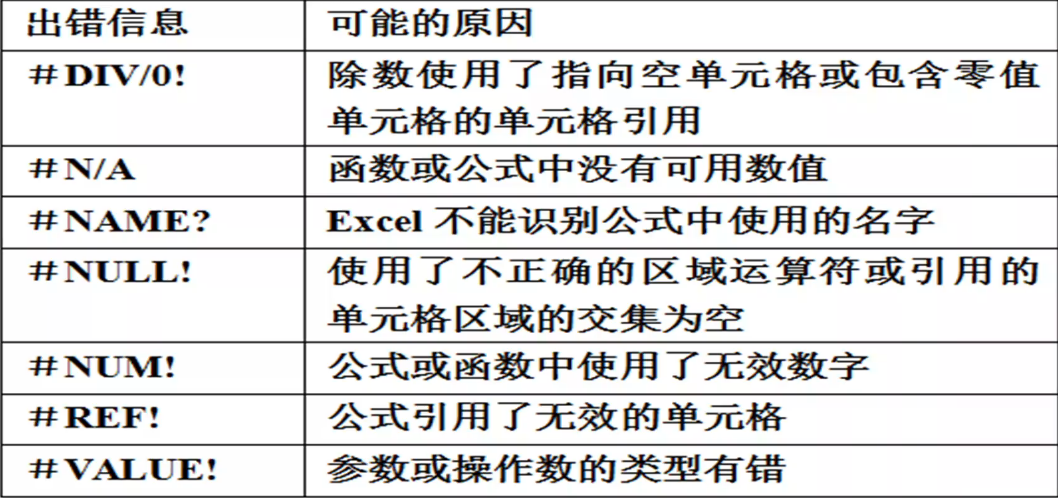 出错信息 可能的原因
#DIV/0! 除数使用了指向空单元格或包含零值
单元格的单元格引用
#N/A 函数或公式中没有可用数值
#NAME? Excel 不能识别公式中使用的名字
#NULL! 使用了不正确的区域运算符或引用的
单元格区域的交集为空
#NUM! 公式或函数中使用了无效数字
#REF! 公式引用了无效的单元格
#VALUE! 参数或操作数的类型有错